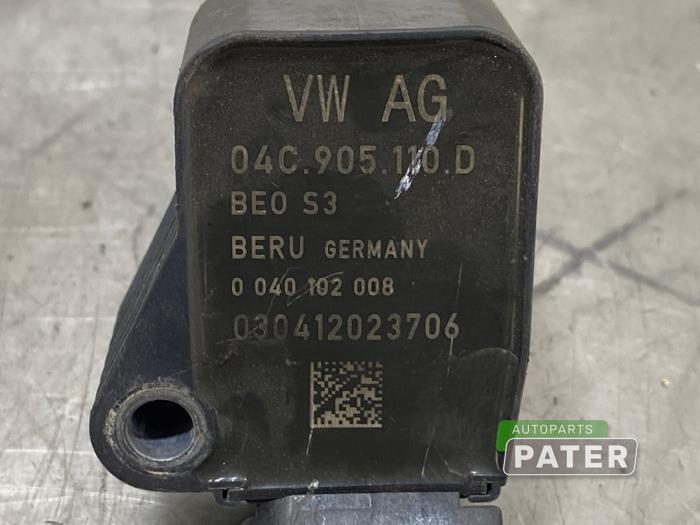 VW AG
04C.905.110.D
BEO S3
BERU GERMANY
0 040 102 008
030412023706
AUTOPARTS
PATER